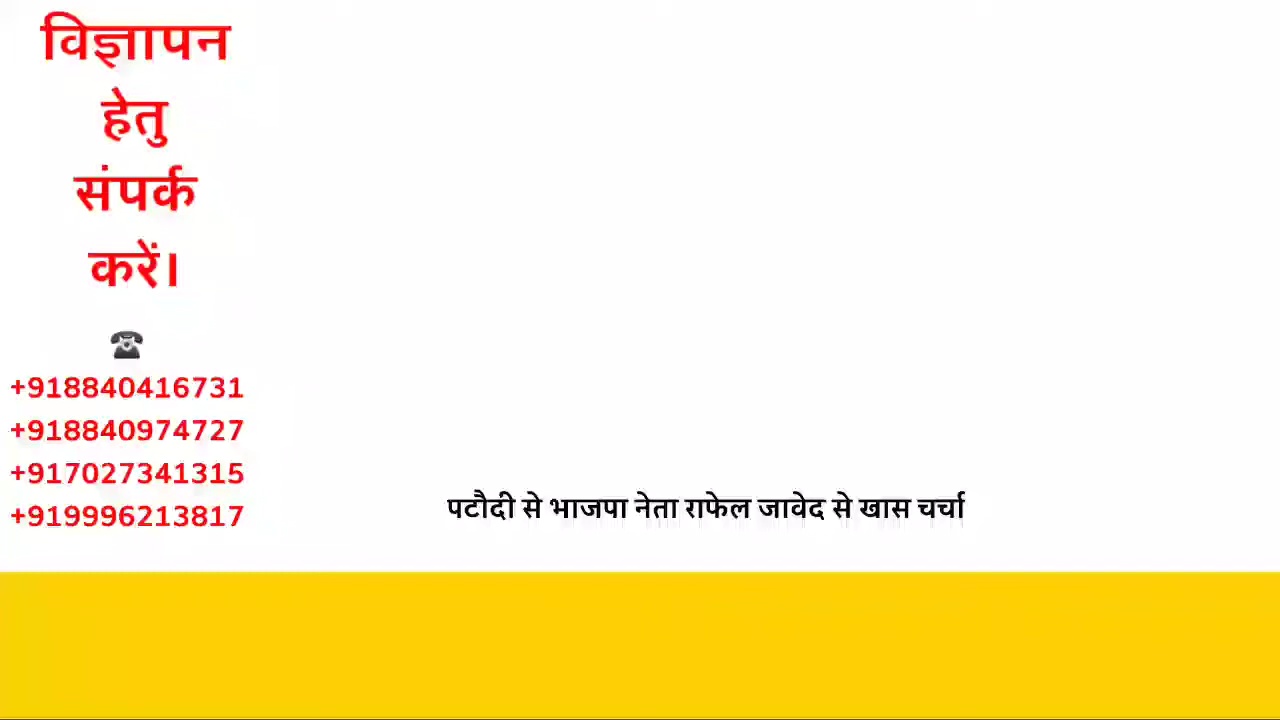 विज्ञापन
हेतु
संपर्क
करें।
☎
+918840416731
+918840974727
+917027341315
+919996213817
पटौदी से भाजपा नेता राफेल जावेद से खास चर्चा